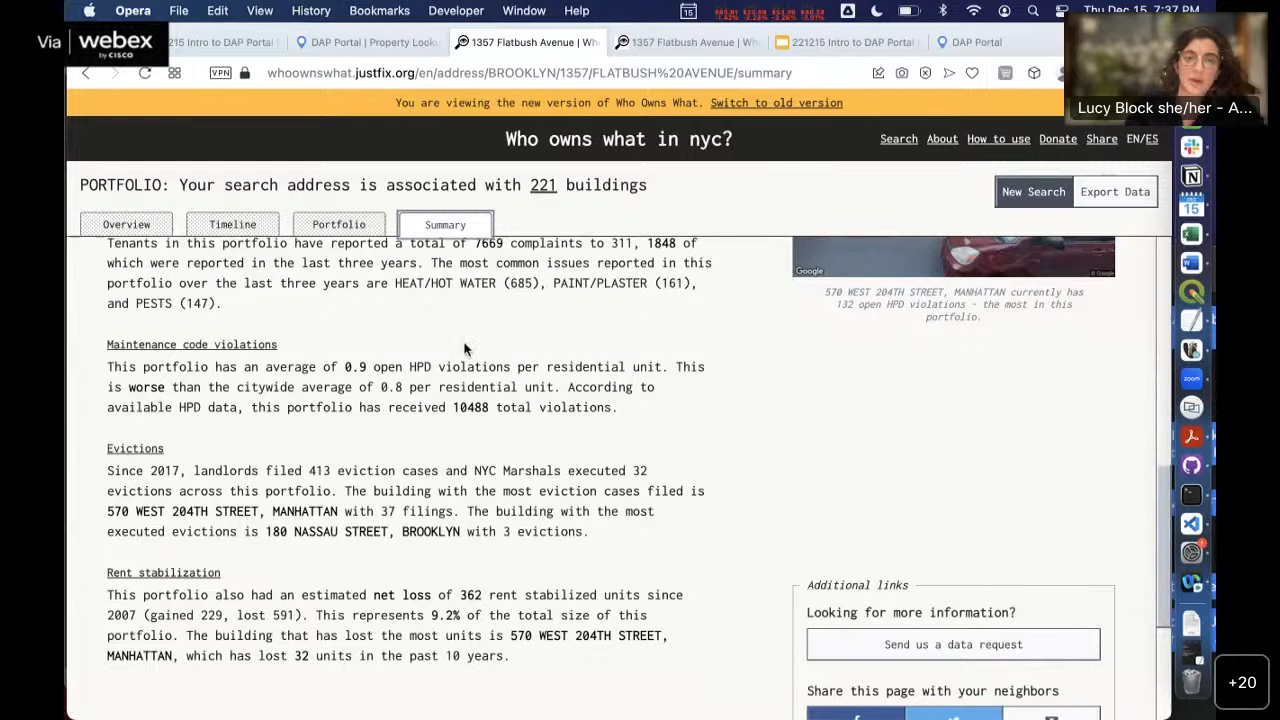 Opera File Edit View History Bookmarks Developer Window Help
Thu Dec 15 7:37 PM
Via webex
by CISCO
215 Intro to DAP Portal
DAP Portal | Property Looku
1357 Flatbush Avenue | Who
1357 Flatbush Avenue | Who
221215 Intro to DAP Portal
DAP Portal
VPN
whoownswhat.justfix.org/en/address/BROOKLYN/1357/FLATBUSH%20AVENUE/summary
Lucy Block she/her - A...
You are viewing the new version of Who Owns What. Switch to old version
Who owns what in nyc?
Search About How to use Donate Share EN/ES
PORTFOLIO: Your search address is associated with 221 buildings
New Search Export Data
Overview Timeline Portfolio Summary
Tenants in this portfolio have reported a total of 7669 complaints to 311, 1848 of
which were reported in the last three years. The most common issues reported in this
portfolio over the last three years are HEAT/HOT WATER (685), PAINT/PLASTER (161),
and PESTS (147).
Google
© Google
570 WEST 204TH STREET, MANHATTAN currently has
132 open HPD violations - the most in this
portfolio.
Maintenance code violations
This portfolio has an average of 0.9 open HPD violations per residential unit. This
is worse than the citywide average of 0.8 per residential unit. According to
available HPD data, this portfolio has received 10488 total violations.
Evictions
Since 2017, landlords filed 413 eviction cases and NYC Marshals executed 32
evictions across this portfolio. The building with the most eviction cases filed is
570 WEST 204TH STREET, MANHATTAN with 37 filings. The building with the most
executed evictions is 180 NASSAU STREET, BROOKLYN with 3 evictions.
Rent stabilization
This portfolio also had an estimated net loss of 362 rent stabilized units since
2007 (gained 229, lost 591). This represents 9.2% of the total size of this
portfolio. The building that has lost the most units is 570 WEST 204TH STREET,
MANHATTAN, which has lost 32 units in the past 10 years.
Additional links
Looking for more information?
Send us a data request
Share this page with your neighbors
DEC
15
zoom
+20